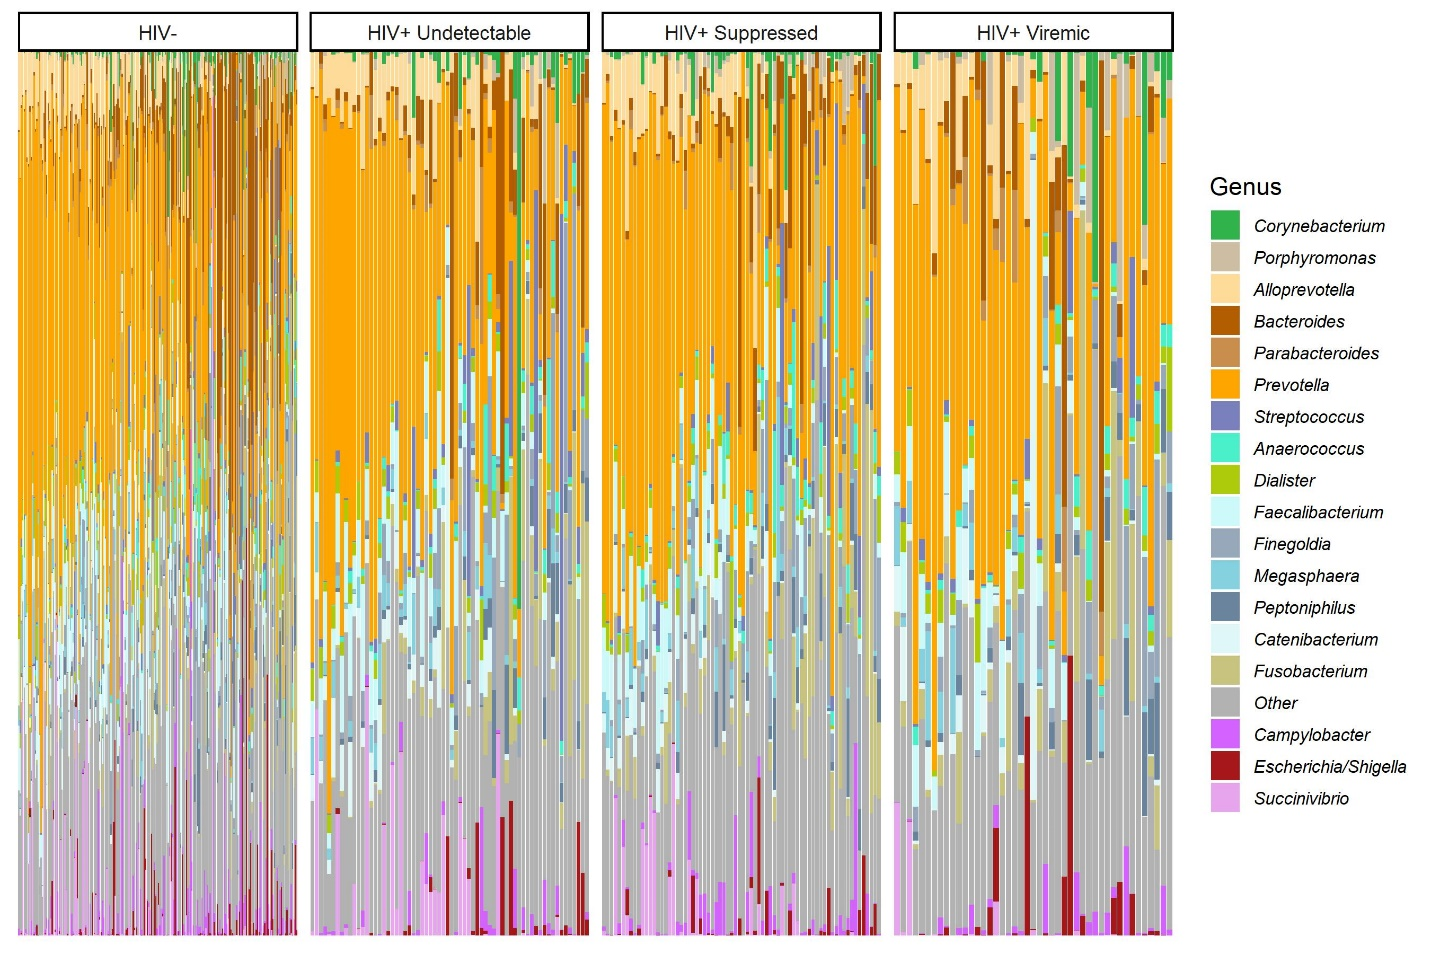 HIV-
HIV+ Undetectable
HIV+ Suppressed
HIV+ Viremic
Genus
Corynebacterium
Porphyromonas
Alloprevotella
Bacteroides
Parabacteroides
Prevotella
Streptococcus
Anaerococcus
Dialister
Faecalibacterium
Finegoldia
Megasphaera
Peptoniphilus
Catenibacterium
Fusobacterium
Other
Campylobacter
Escherichia/Shigella
Succinivibrio